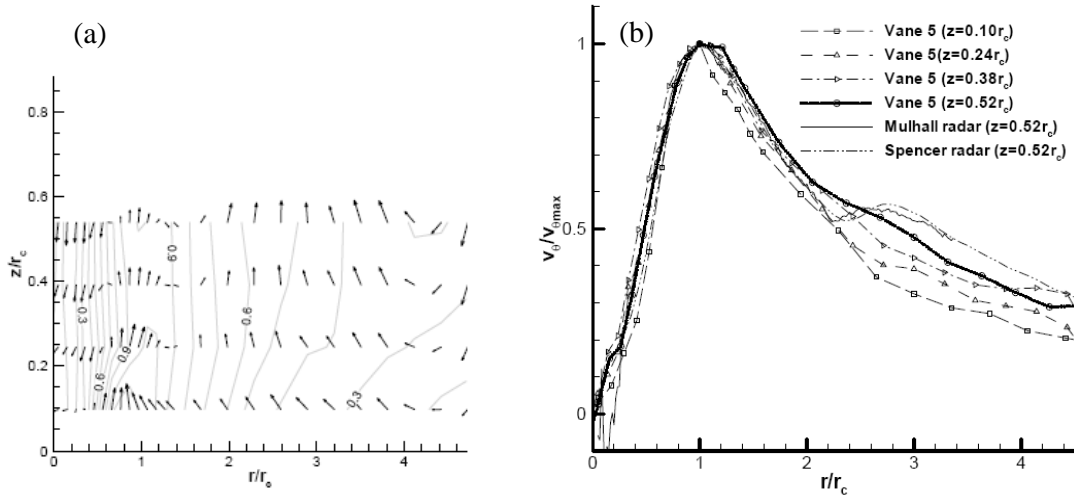 (a)
z/r_c
0.8
0.6
0.4
0.2
0
0.3
0.9
0.6
0.9
0.6
0.3
0 1 2 3 4
r/r_c
(b)
v_θ/v_θmax
1
0.5
0
Vane 5 (z=0.10r_c)
Vane 5(z=0.24r_c)
Vane 5 (z=0.38r_c)
Vane 5 (z=0.52r_c)
Mulhall radar (z=0.52r_c)
Spencer radar (z=0.52r_c)
0 1 2 3 4
r/r_c